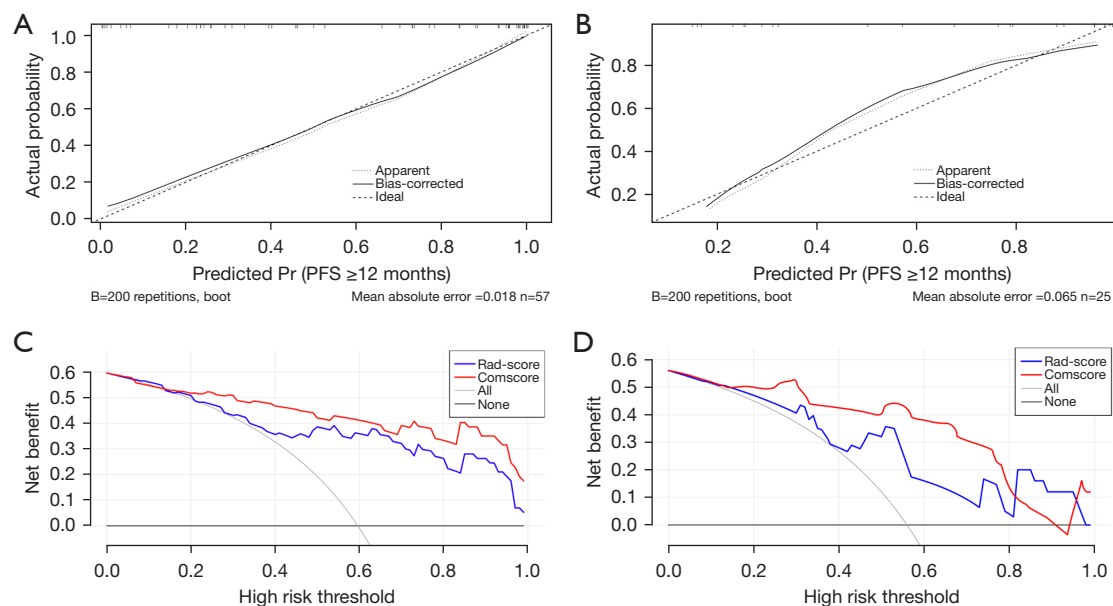 A
Actual probability
1.0
0.8
0.6
0.4
0.2
0.0
Apparent
Bias-corrected
Ideal
0.0 0.2 0.4 0.6 0.8 1.0
Predicted Pr (PFS ≥12 months)
B=200 repetitions, boot Mean absolute error =0.018 n=57
B
Actual probability
0.8
0.6
0.4
0.2
Apparent
Bias-corrected
Ideal
0.2 0.4 0.6 0.8
Predicted Pr (PFS ≥12 months)
B=200 repetitions, boot Mean absolute error =0.065 n=25
C
Net benefit
0.6
0.5
0.4
0.3
0.2
0.1
0.0
Rad-score
Comscore
All
None
0.0 0.2 0.4 0.6 0.8 1.0
High risk threshold
D
Net benefit
0.6
0.5
0.4
0.3
0.2
0.1
0.0
Rad-score
Comscore
All
None
0.0 0.2 0.4 0.6 0.8 1.0
High risk threshold